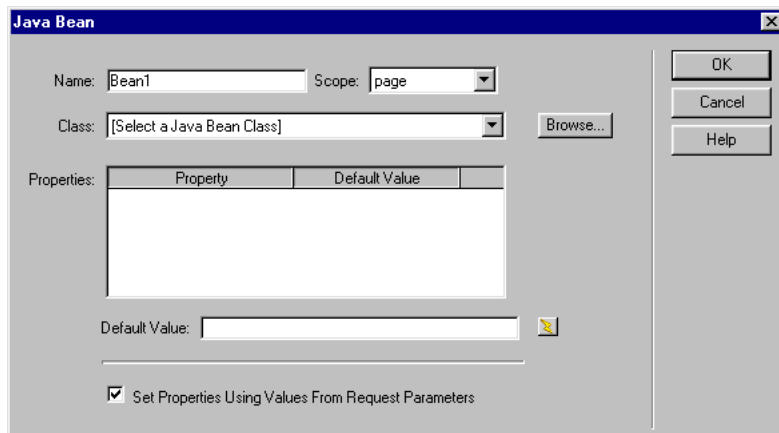 Java Bean
Name: Bean1 Scope: page
OK
Cancel
Class: [Select a Java Bean Class] Browse...
Help
Properties: Property Default Value
Default Value:
Set Properties Using Values From Request Parameters